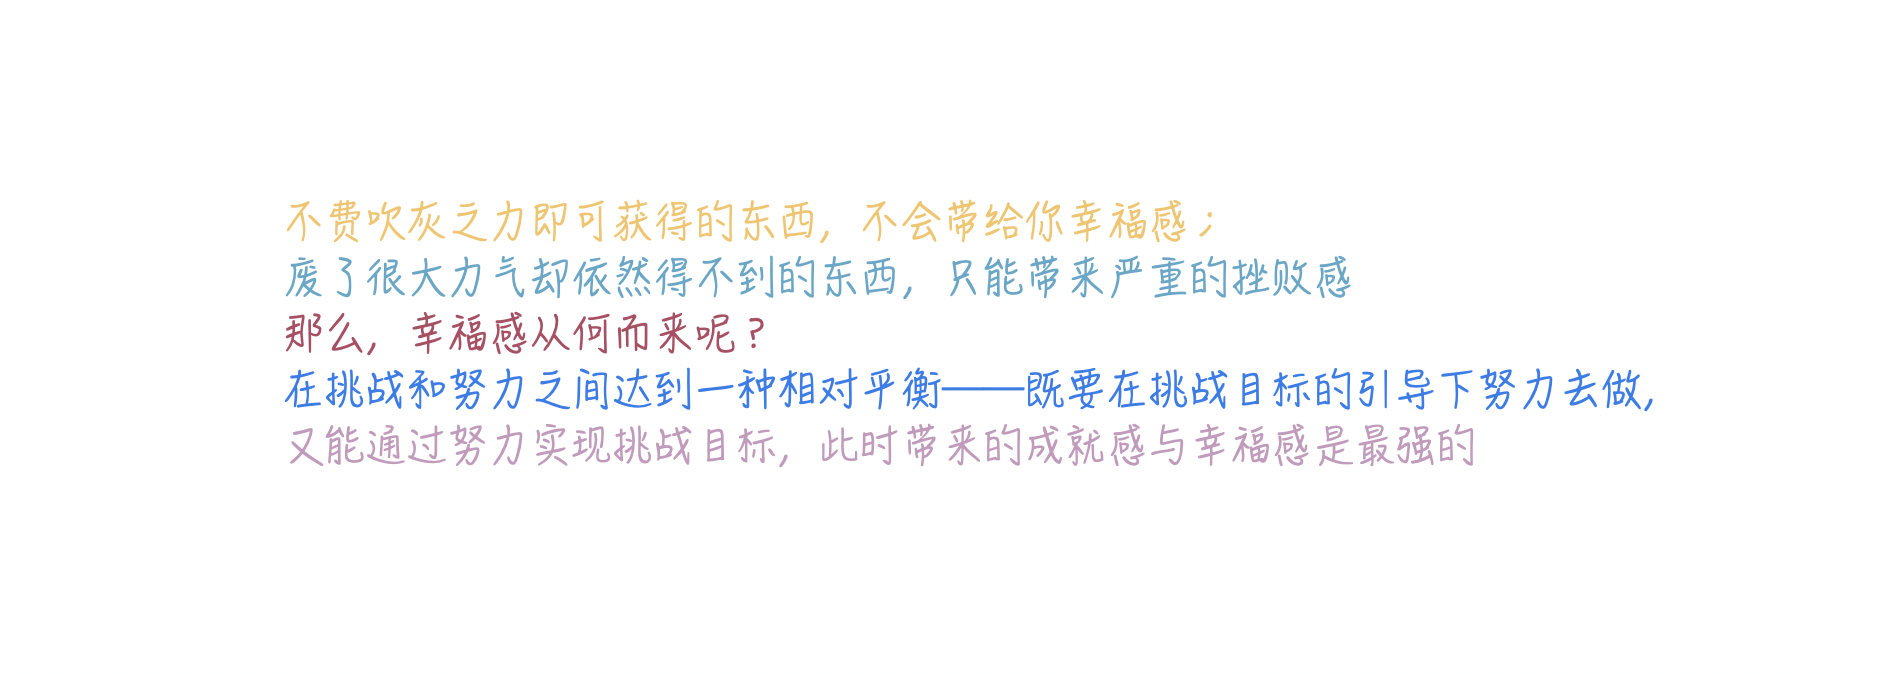 不费吹灰之力即可获得的东西，不会带给你幸福感；
废了很大力气却依然得不到的东西，只能带来严重的挫败感
那么，幸福感从何而来呢？
在挑战和努力之间达到一种相对平衡——既要在挑战目标的引导下努力去做，
又能通过努力实现挑战目标，此时带来的成就感与幸福感是最强的